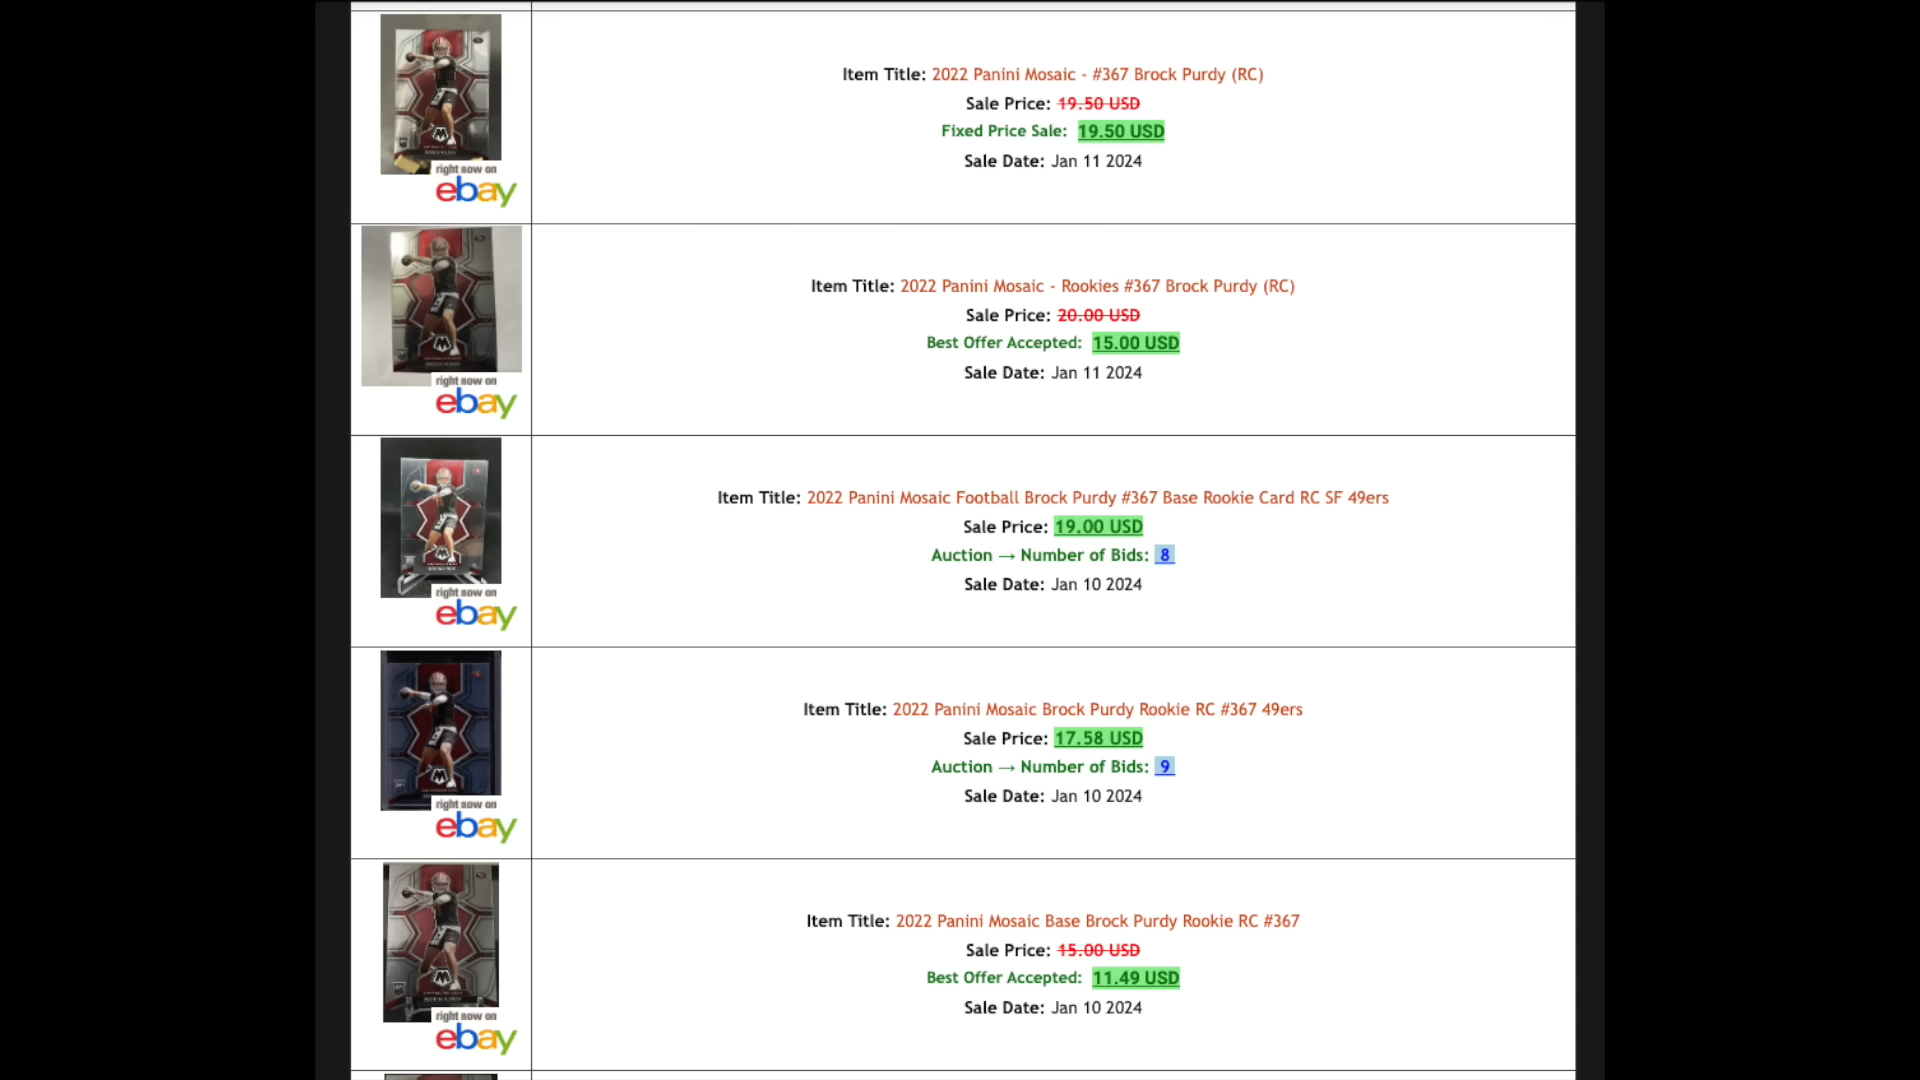 Item Title: 2022 Panini Mosaic - #367 Brock Purdy (RC)
Sale Price: 19.50 USD
Fixed Price Sale: 19.50 USD
Sale Date: Jan 11 2024
right now on
ebay
Item Title: 2022 Panini Mosaic - Rookies #367 Brock Purdy (RC)
Sale Price: 20.00 USD
Best Offer Accepted: 15.00 USD
Sale Date: Jan 11 2024
right now on
ebay
Item Title: 2022 Panini Mosaic Football Brock Purdy #367 Base Rookie Card RC SF 49ers
Sale Price: 19.00 USD
Auction → Number of Bids: 8
Sale Date: Jan 10 2024
right now on
ebay
Item Title: 2022 Panini Mosaic Brock Purdy Rookie RC #367 49ers
Sale Price: 17.58 USD
Auction → Number of Bids: 9
Sale Date: Jan 10 2024
right now on
ebay
Item Title: 2022 Panini Mosaic Base Brock Purdy Rookie RC #367
Sale Price: 15.00 USD
Best Offer Accepted: 11.49 USD
Sale Date: Jan 10 2024
right now on
ebay